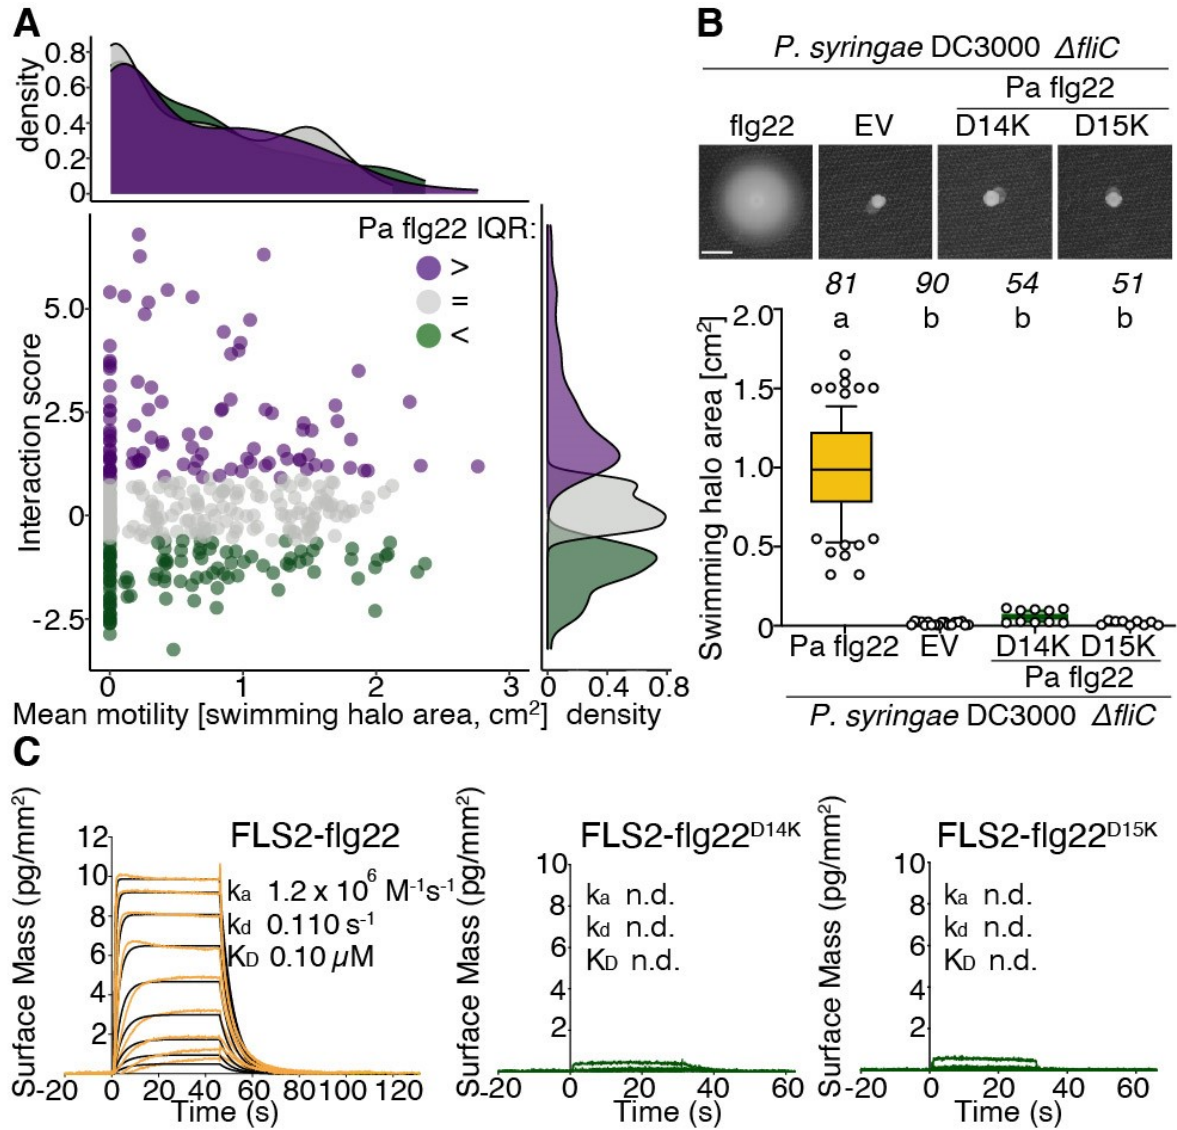 A
density
0.8
0.6
0.4
0.2
0
Pa flg22 IQR:
>
=
<
Interaction score
5.0
2.5
0
-2.5
0 1 2 3
0 0.4 0.8
Mean motility [swimming halo area, cm²] density
B
P. syringae DC3000 ΔfliC
Pa flg22
flg22 EV D14K D15K
81 90 54 51
a b b b
Swimming halo area [cm²]
2.0
1.5
1.0
0.5
0
Pa flg22 EV D14K D15K
Pa flg22
P. syringae DC3000 ΔfliC
C
Surface Mass (pg/mm²)
12
10
8
6
4
2
FLS2-flg22
ka 1.2 x 10⁶ M⁻¹s⁻¹
kd 0.110 s⁻¹
KD 0.10 µM
-20 0 20 40 60 80 100 120
Time (s)
Surface Mass (pg/mm²)
10
8
6
4
2
FLS2-flg22ᴰ¹⁴ᴷ
ka n.d.
kd n.d.
KD n.d.
-20 0 20 40 60
Time (s)
Surface Mass (pg/mm²)
10
8
6
4
2
FLS2-flg22ᴰ¹⁵ᴷ
ka n.d.
kd n.d.
KD n.d.
-20 0 20 40 60
Time (s)